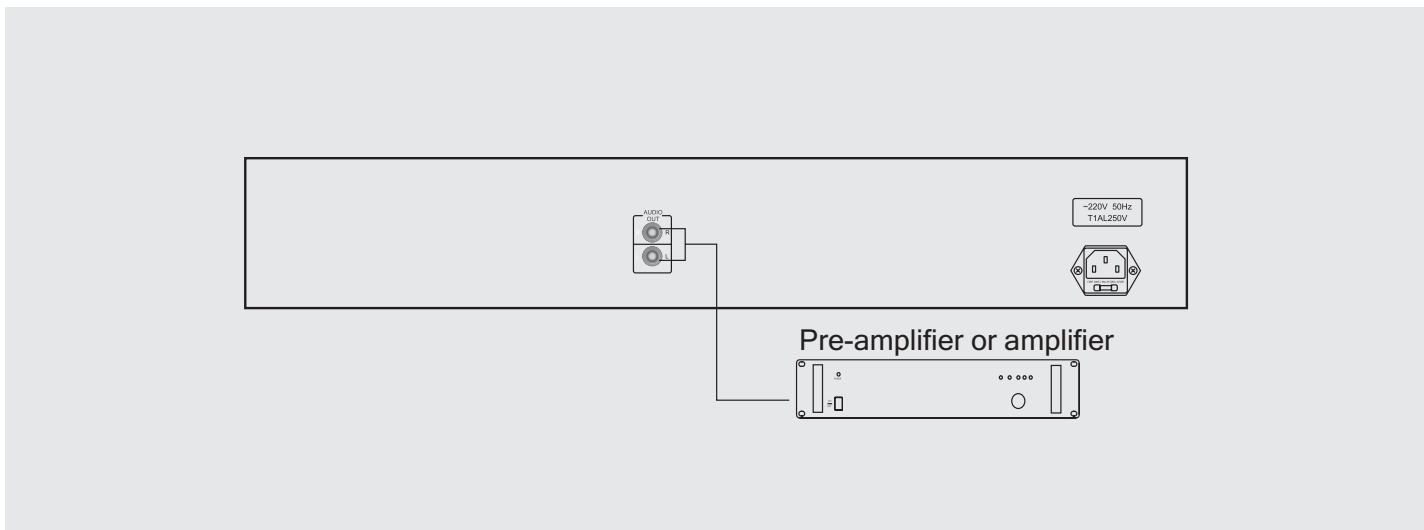 AUDIO
OUT
R
L
~220V 50Hz
T1AL250V
Pre-amplifier or amplifier